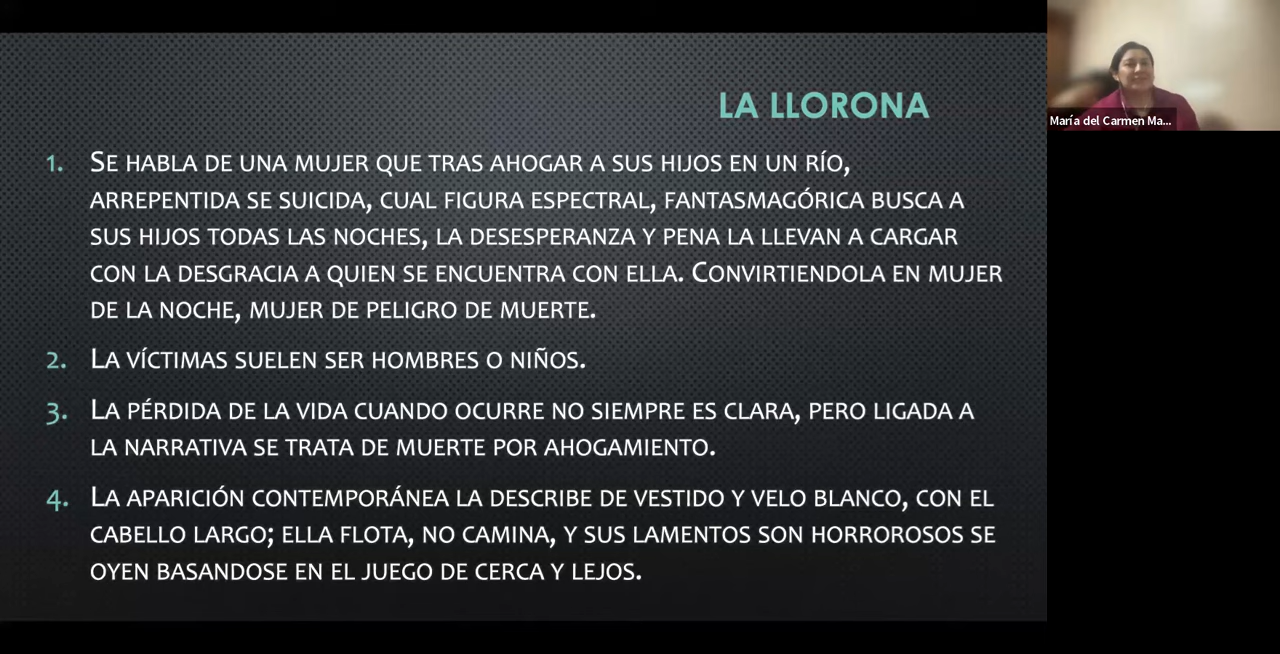 LA LLORONA
1. SE HABLA DE UNA MUJER QUE TRAS AHOGAR A SUS HIJOS EN UN RÍO,
ARREPENTIDA SE SUICIDA, CUAL FIGURA ESPECTRAL, FANTASMAGÓRICA BUSCA A
SUS HIJOS TODAS LAS NOCHES, LA DESESPERANZA Y PENA LA LLEVAN A CARGAR
CON LA DESGRACIA A QUIEN SE ENCUENTRA CON ELLA. CONVIRTIENDOLA EN MUJER
DE LA NOCHE, MUJER DE PELIGRO DE MUERTE.
2. LA VÍCTIMAS SUELEN SER HOMBRES O NIÑOS.
3. LA PÉRDIDA DE LA VIDA CUANDO OCURRE NO SIEMPRE ES CLARA, PERO LIGADA A
LA NARRATIVA SE TRATA DE MUERTE POR AHOGAMIENTO.
4. LA APARICIÓN CONTEMPORÁNEA LA DESCRIBE DE VESTIDO Y VELO BLANCO, CON EL
CABELLO LARGO; ELLA FLOTA, NO CAMINA, Y SUS LAMENTOS SON HORROROSOS SE
OYEN BASANDOSE EN EL JUEGO DE CERCA Y LEJOS.
María del Carmen Ma...